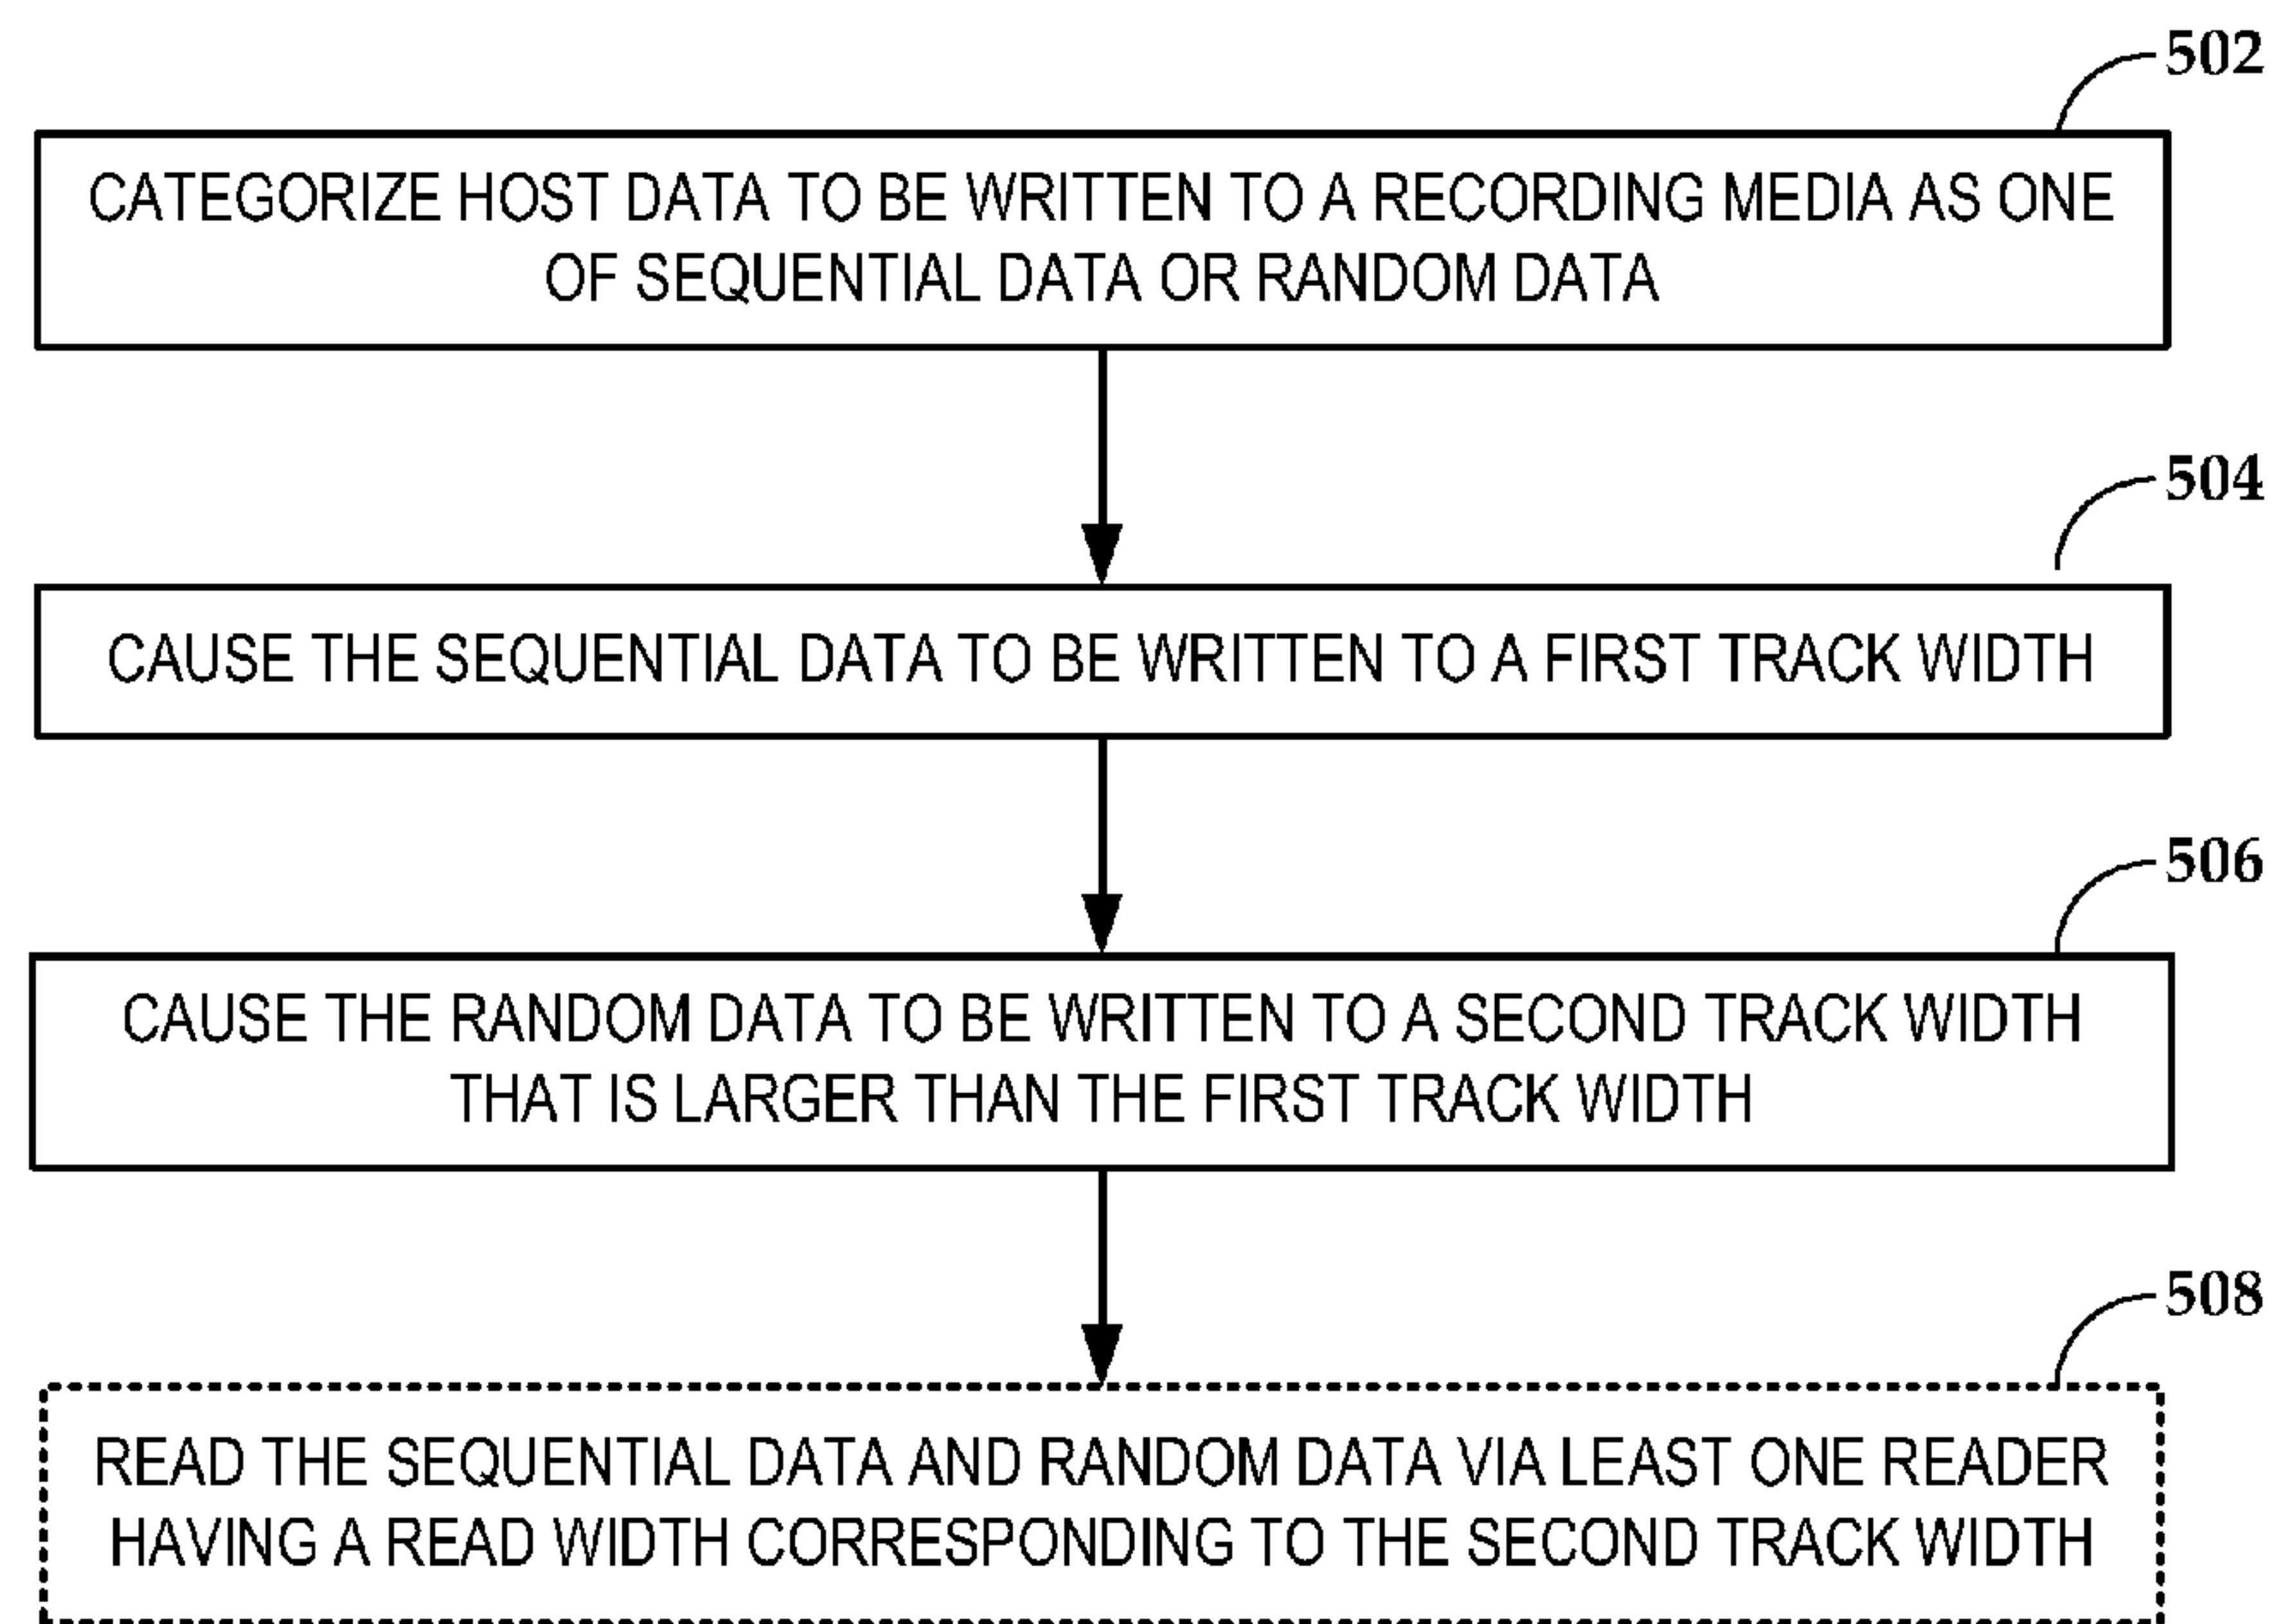 502
CATEGORIZE HOST DATA TO BE WRITTEN TO A RECORDING MEDIA AS ONE
OF SEQUENTIAL DATA OR RANDOM DATA
504
CAUSE THE SEQUENTIAL DATA TO BE WRITTEN TO A FIRST TRACK WIDTH
506
CAUSE THE RANDOM DATA TO BE WRITTEN TO A SECOND TRACK WIDTH
THAT IS LARGER THAN THE FIRST TRACK WIDTH
508
READ THE SEQUENTIAL DATA AND RANDOM DATA VIA LEAST ONE READER
HAVING A READ WIDTH CORRESPONDING TO THE SECOND TRACK WIDTH